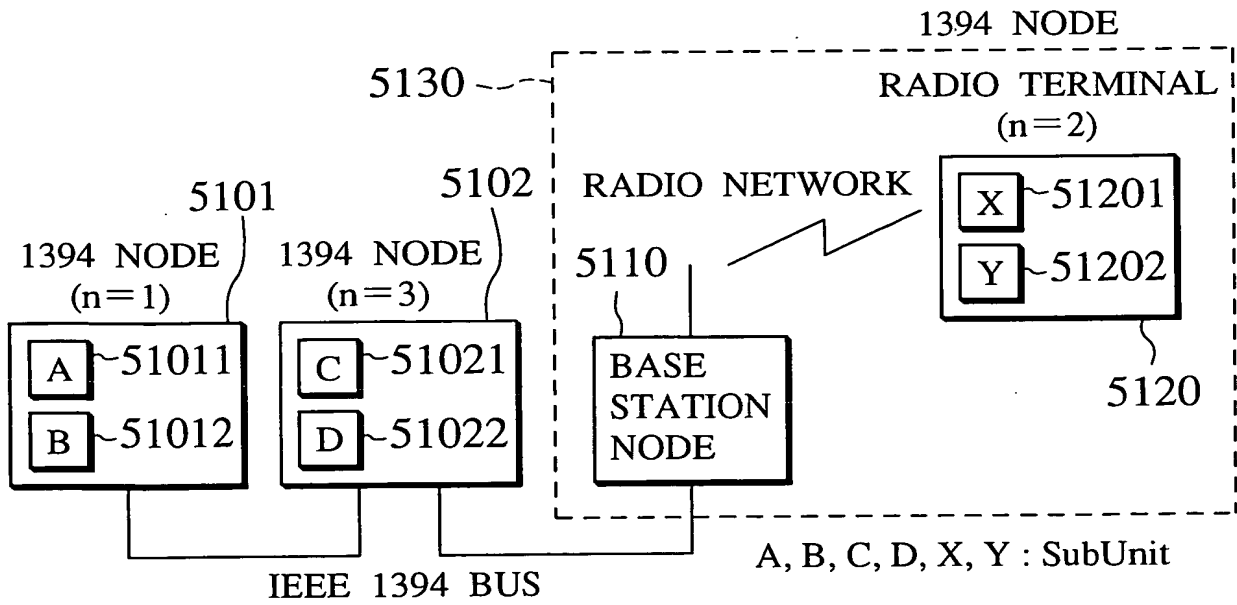 1394 NODE
5130
RADIO TERMINAL
(n=2)
5101
5102
RADIO NETWORK
X
51201
1394 NODE
(n=1)
1394 NODE
(n=3)
5110
Y
51202
A
51011
C
51021
BASE
STATION
NODE
5120
B
51012
D
51022
IEEE 1394 BUS
A, B, C, D, X, Y : SubUnit